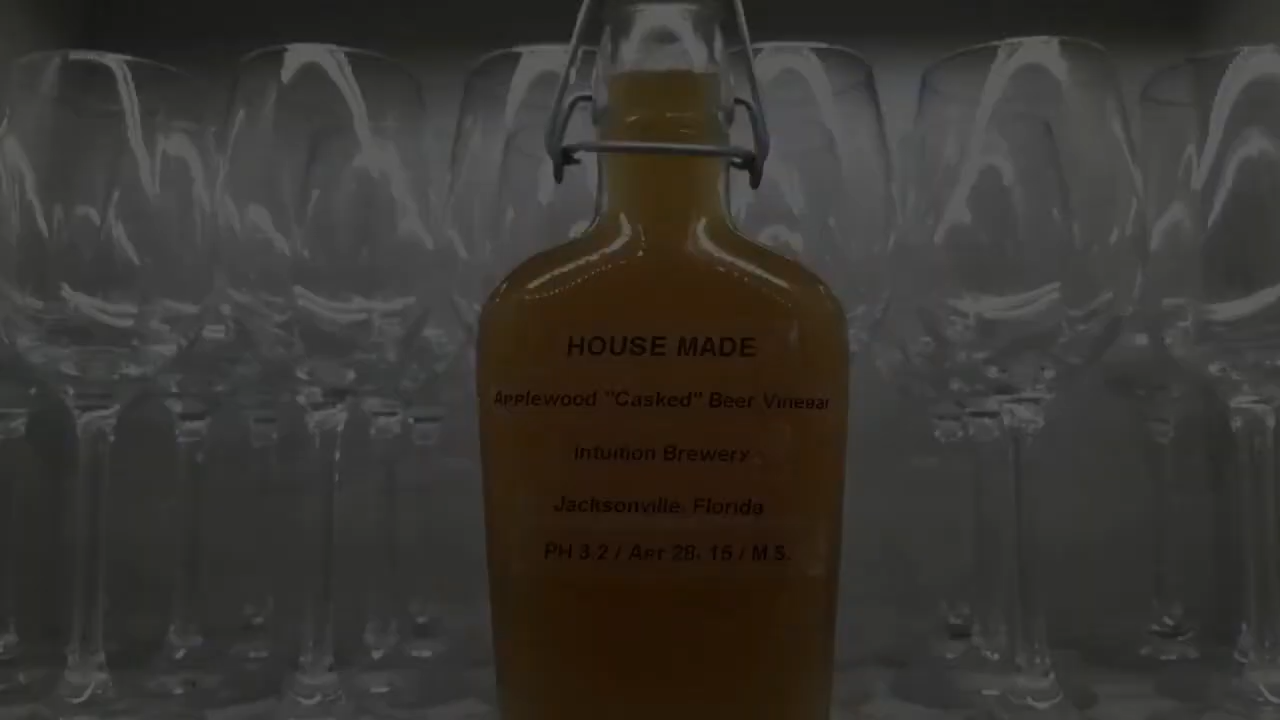 HOUSE MADE
Applewood "Casked" Beer Vinegar
Intuition Brewery
Jacksonville, Florida
PH 3.2 / Apr 28, 15 / M.S.